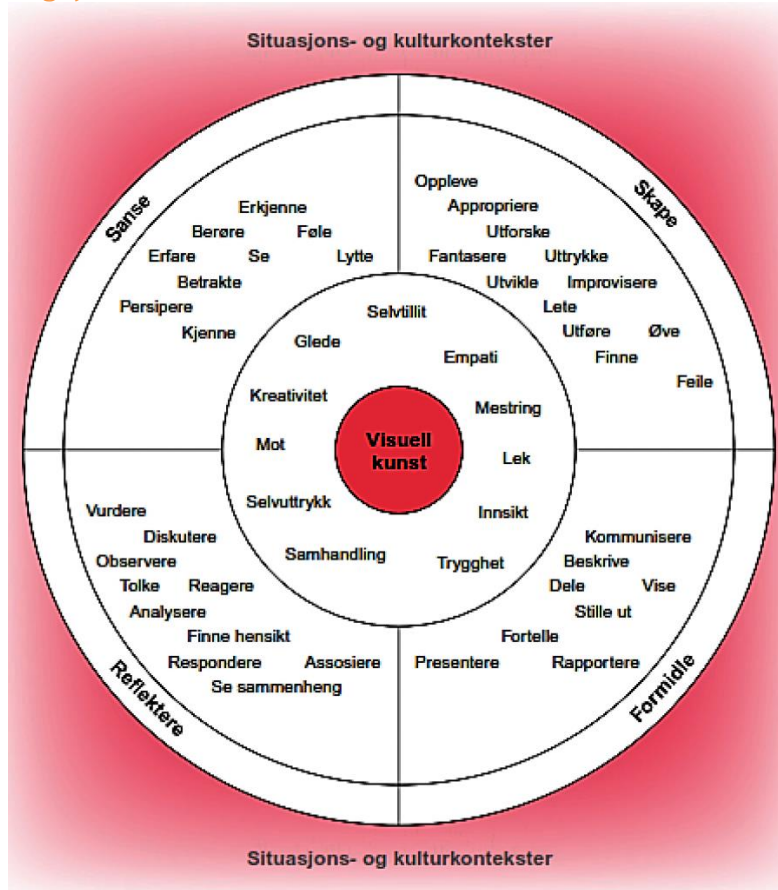 Situasjons- og kulturkontekster
Sanse
Erkjenne
Berøre Føle
Erfare Se Lytte
Betrakte
Persipere
Kjenne
Skape
Oppleve
Appropriere
Utforske
Fantasere Uttrykke
Utvikle Improvisere
Lete
Utføre Øve
Finne
Feile
Selvtillit
Glede
Empati
Kreativitet
Mestring
Mot
Lek
Selvuttrykk
Innsikt
Samhandling
Trygghet
Visuell
kunst
Reflektere
Vurdere
Diskutere
Observere
Tolke Reagere
Analysere
Finne hensikt
Respondere Assosiere
Se sammenheng
Formidle
Kommunisere
Beskrive
Dele Vise
Stille ut
Fortelle
Presentere Rapportere
Situasjons- og kulturkontekster